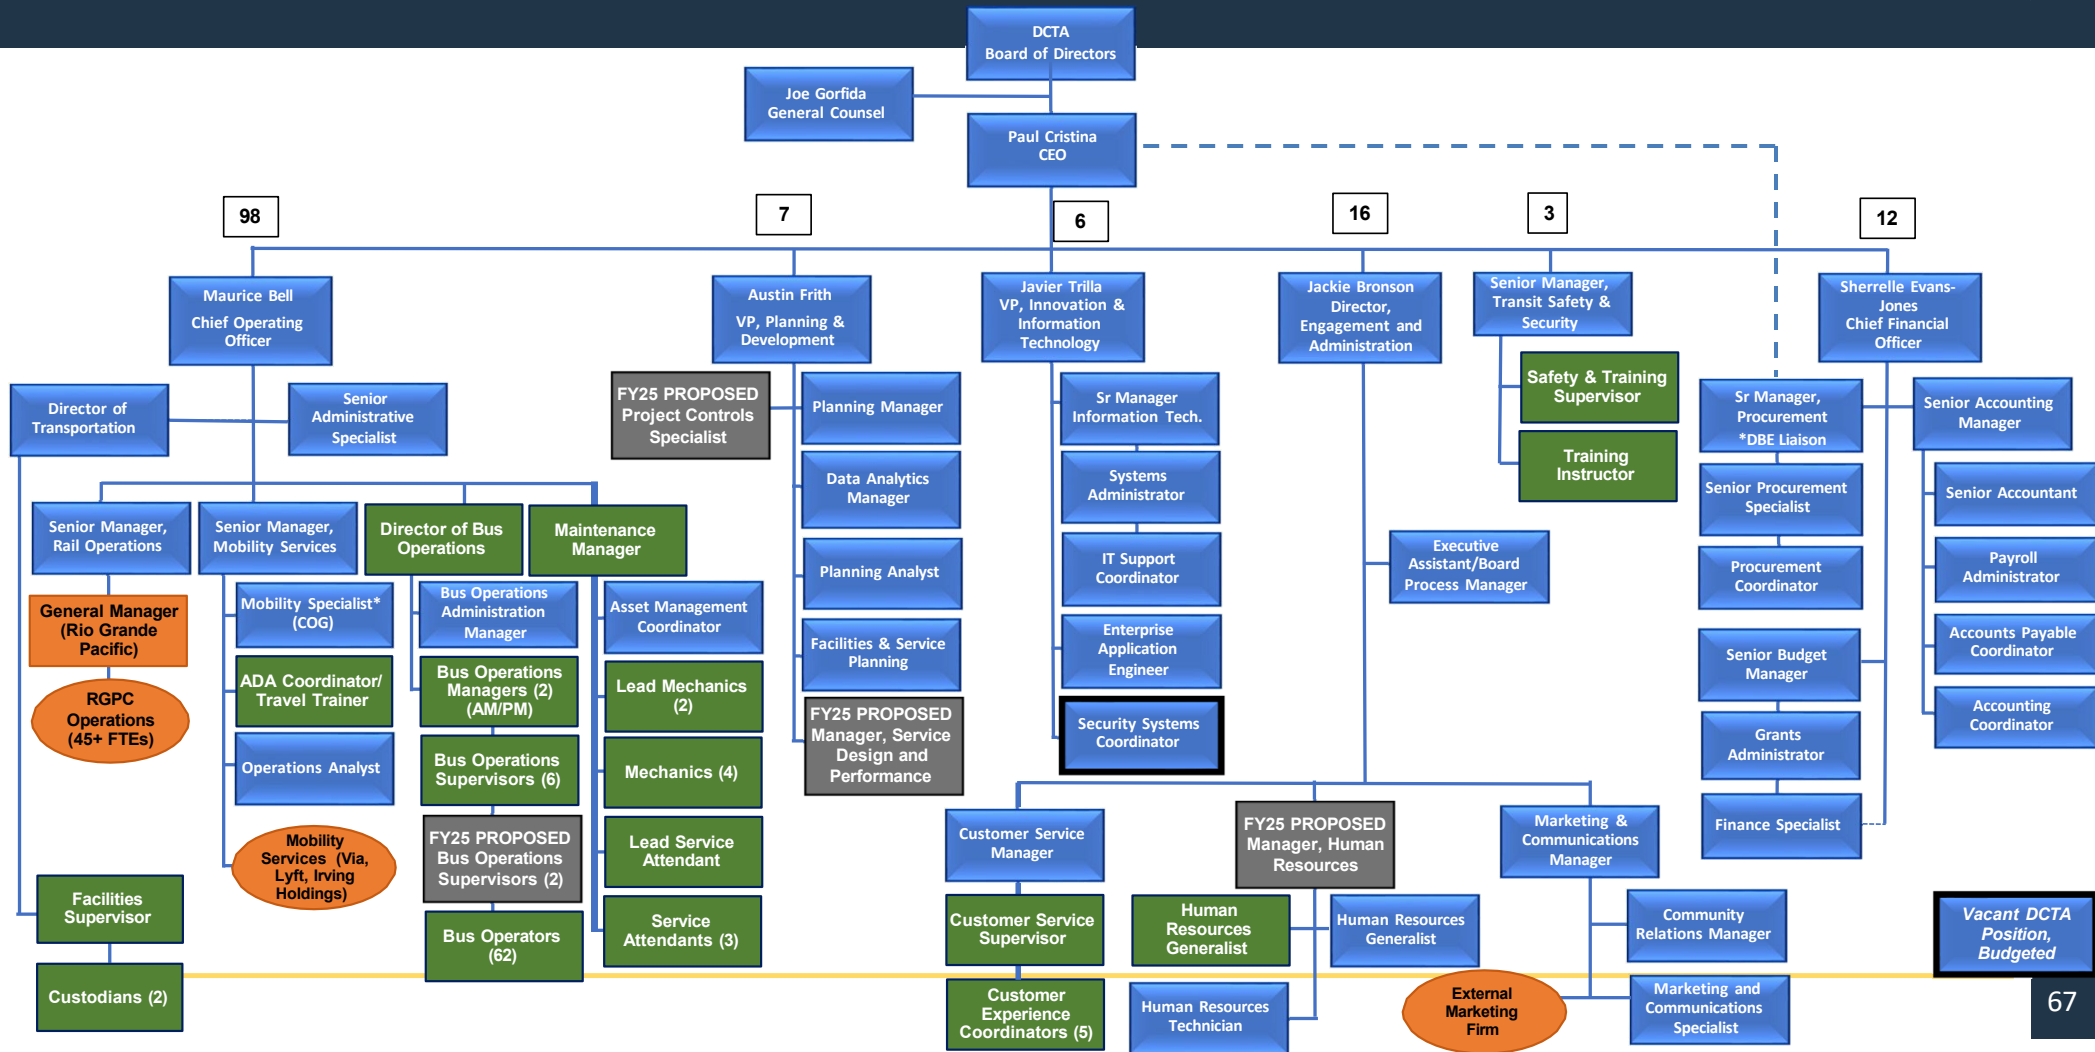 DCTA
Board of Directors
Joe Gorfida
General Counsel
Paul Cristina
CEO
98
7
6
16
3
12
Maurice Bell
Chief Operating
Officer
Austin Frith
VP, Planning &
Development
Javier Trilla
VP, Innovation &
Information
Technology
Jackie Bronson
Director,
Engagement and
Administration
Senior Manager,
Transit Safety &
Security
Sherrelle Evans-
Jones
Chief Financial
Officer
Director of
Transportation
Senior
Administrative
Specialist
Senior Manager,
Rail Operations
General Manager
(Rio Grande
Pacific)
RGPC
Operations
(45+ FTEs)
Facilities
Supervisor
Custodians (2)
Senior Manager,
Mobility Services
Mobility Specialist*
(COG)
ADA Coordinator/
Travel Trainer
Operations Analyst
Mobility
Services (Via,
Lyft, Irving
Holdings)
Director of Bus
Operations
Bus Operations
Administration
Manager
Bus Operations
Managers (2)
(AM/PM)
Bus Operations
Supervisors (6)
FY25 PROPOSED
Bus Operations
Supervisors (2)
Bus Operators
(62)
Maintenance
Manager
Asset Management
Coordinator
Lead Mechanics
(2)
Mechanics (4)
Lead Service
Attendant
Service
Attendants (3)
FY25 PROPOSED
Project Controls
Specialist
Planning Manager
Data Analytics
Manager
Planning Analyst
Facilities & Service
Planning
FY25 PROPOSED
Manager, Service
Design and
Performance
Sr Manager
Information Tech.
Systems
Administrator
IT Support
Coordinator
Enterprise
Application
Engineer
Security Systems
Coordinator
Executive
Assistant/Board
Process Manager
Customer Service
Manager
Customer Service
Supervisor
Customer
Experience
Coordinators (5)
FY25 PROPOSED
Manager, Human
Resources
Human
Resources
Generalist
Human Resources
Generalist
Human Resources
Technician
Marketing &
Communications
Manager
Community
Relations Manager
External
Marketing
Firm
Marketing and
Communications
Specialist
Safety & Training
Supervisor
Training
Instructor
Sr Manager,
Procurement
*DBE Liaison
Senior Procurement
Specialist
Procurement
Coordinator
Senior Budget
Manager
Grants
Administrator
Finance Specialist
Senior Accounting
Manager
Senior Accountant
Payroll
Administrator
Accounts Payable
Coordinator
Accounting
Coordinator
Vacant DCTA
Position,
Budgeted
67